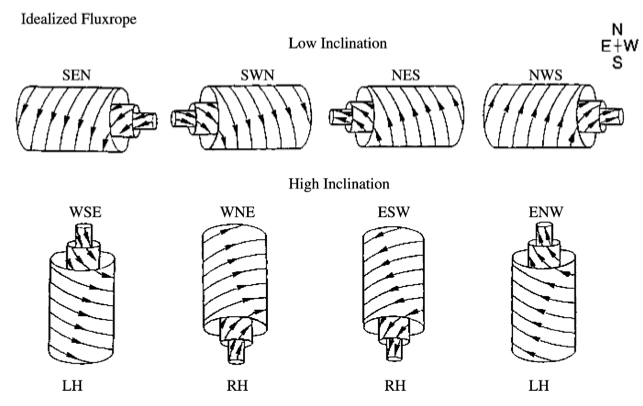 Idealized Fluxrope
Low Inclination
N
E W
S
SEN SWN NES NWS
High Inclination
WSE WNE ESW ENW
LH RH RH LH